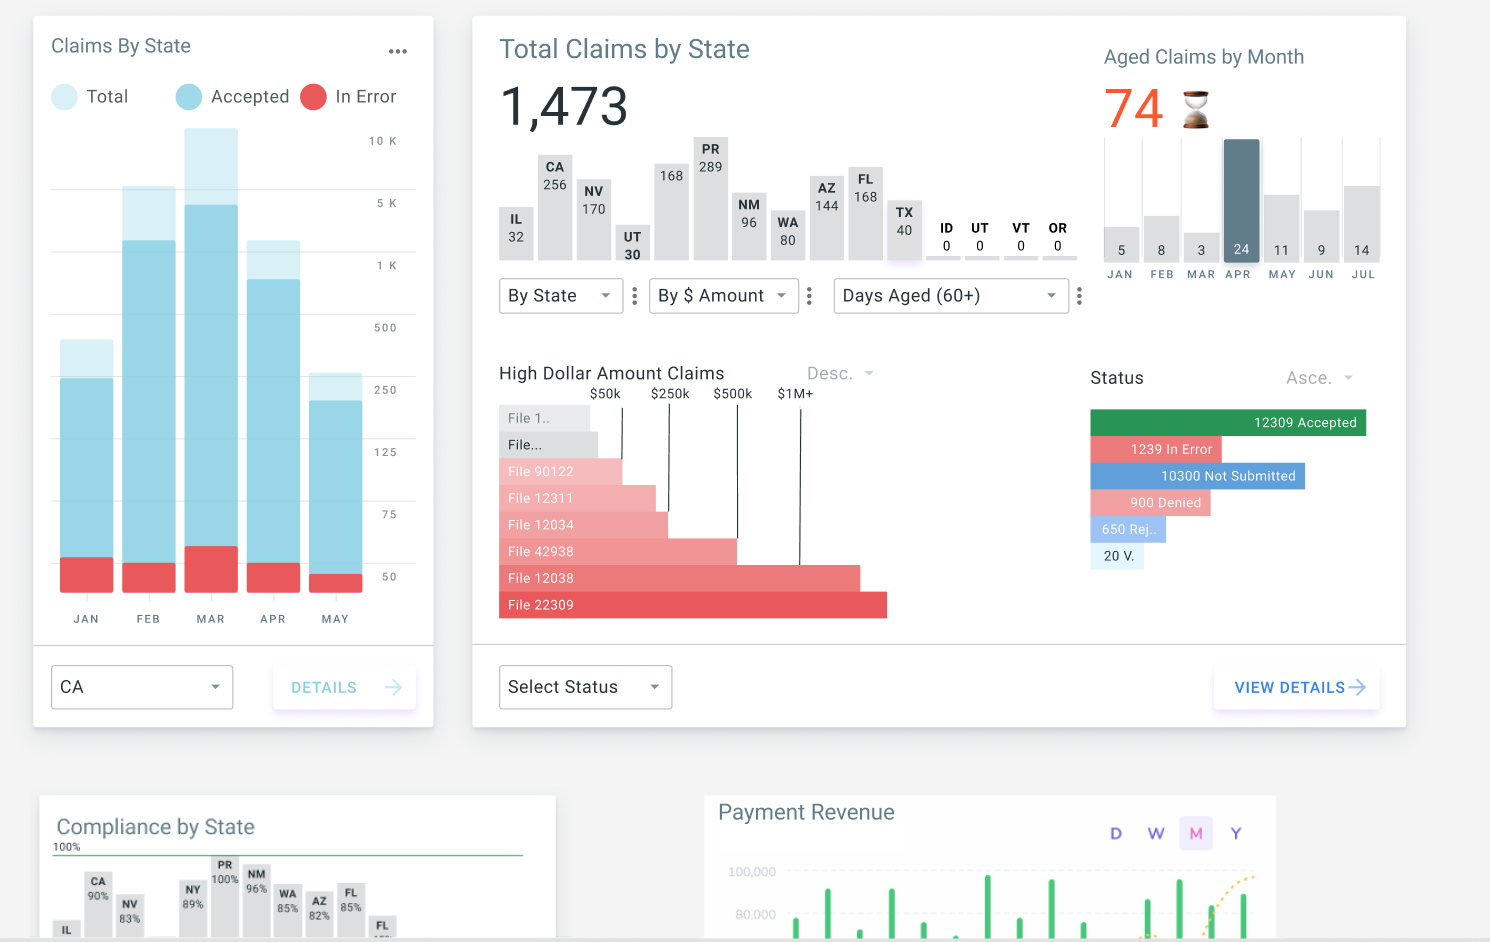 Claims By State
Total
Accepted
In Error
10 K
5 K
1 K
500
250
125
75
50
JAN
FEB
MAR
APR
MAY
CA
DETAILS
Total Claims by State
1,473
IL
32
CA
256
NV
170
UT
30
168
PR
289
NM
96
WA
80
AZ
144
FL
168
TX
40
ID
0
UT
0
VT
0
OR
0
By State
By $ Amount
Days Aged (60+)
Aged Claims by Month
74
5
8
3
24
11
9
14
JAN
FEB
MAR
APR
MAY
JUN
JUL
High Dollar Amount Claims
Desc.
$50k
$250k
$500k
$1M+
File 1..
File...
File 90122
File 12311
File 12034
File 42938
File 12038
File 22309
Status
Asce.
12309 Accepted
1239 In Error
10300 Not Submitted
900 Denied
650 Rej..
20 V.
Select Status
VIEW DETAILS
Compliance by State
100%
IL
CA
90%
NV
83%
NY
89%
PR
100%
NM
96%
WA
85%
AZ
82%
FL
85%
FL
Payment Revenue
D
W
M
Y
100,000
80,000